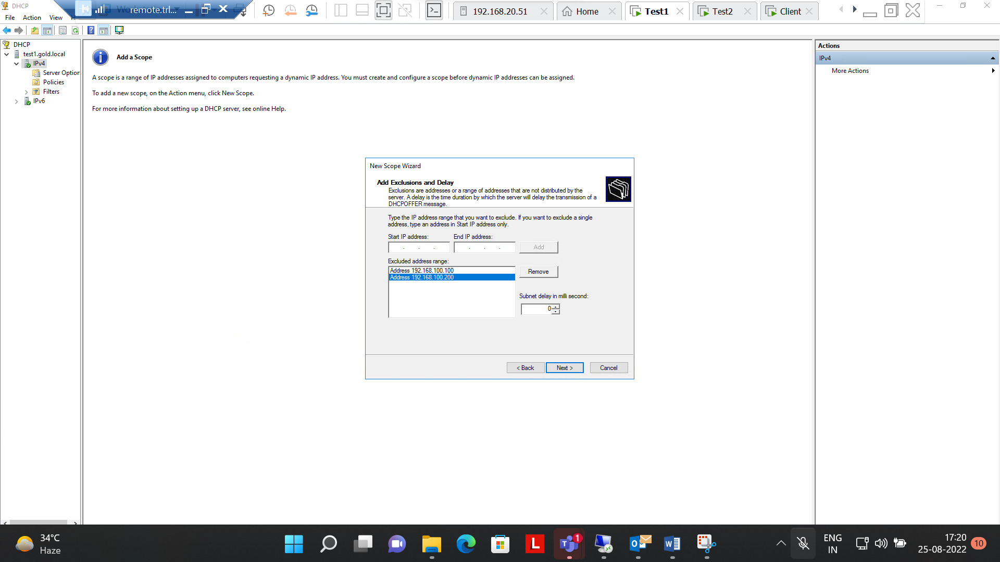 DHCP
remote.trl...
192.168.20.51
Home
Test1
Test2
Client
File Action View
DHCP
test1.gold.local
IPv4
Server Option
Policies
Filters
IPv6
Add a Scope
A scope is a range of IP addresses assigned to computers requesting a dynamic IP address. You must create and configure a scope before dynamic IP addresses can be assigned.
To add a new scope, on the Action menu, click New Scope.
For more information about setting up a DHCP server, see online Help.
New Scope Wizard
Add Exclusions and Delay
Exclusions are addresses or a range of addresses that are not distributed by the
server. A delay is the time duration by which the server will delay the transmission of a
DHCPOFFER message.
Type the IP address range that you want to exclude. If you want to exclude a single
address, type an address in Start IP address only.
Start IP address: End IP address:
. . . . . . Add
Excluded address range:
Address 192.168.100.100
Address 192.168.100.200
Remove
Subnet delay in milli second:
0
< Back Next > Cancel
Actions
IPv4
More Actions
34°C
Haze
L
T 1
O
W
ENG
IN
17:20
25-08-2022
10